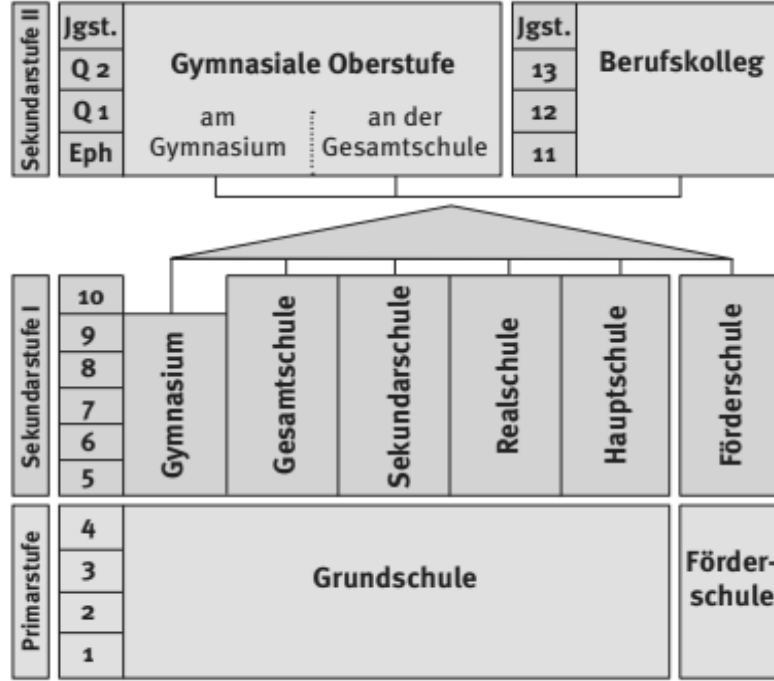 Sekundarstufe II
Jgst.
Q 2
Q 1
Eph
Gymnasiale Oberstufe
am
Gymnasium
an der
Gesamtschule
Jgst.
13
12
11
Berufskolleg
Sekundarstufe I
10
9
8
7
6
5
Gymnasium
Gesamtschule
Sekundarschule
Realschule
Hauptschule
Förderschule
Primarstufe
4
3
2
1
Grundschule
Förder-
schule